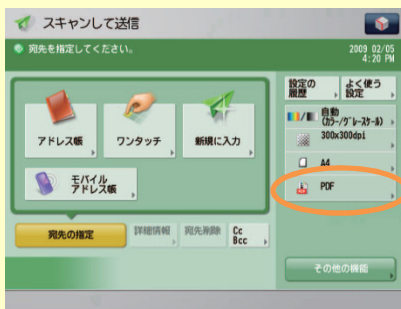 スキャンして送信
宛先を指定してください。
2009 02/05
4:20 PM
設定の
履歴
よく使う
設定
アドレス帳
ワンタッチ
新規に入力
モバイル
アドレス帳
自動
(カラー/グレースケール)
300x300dpi
A4
PDF
宛先の指定
詳細情報
宛先削除
Cc
Bcc
その他の機能